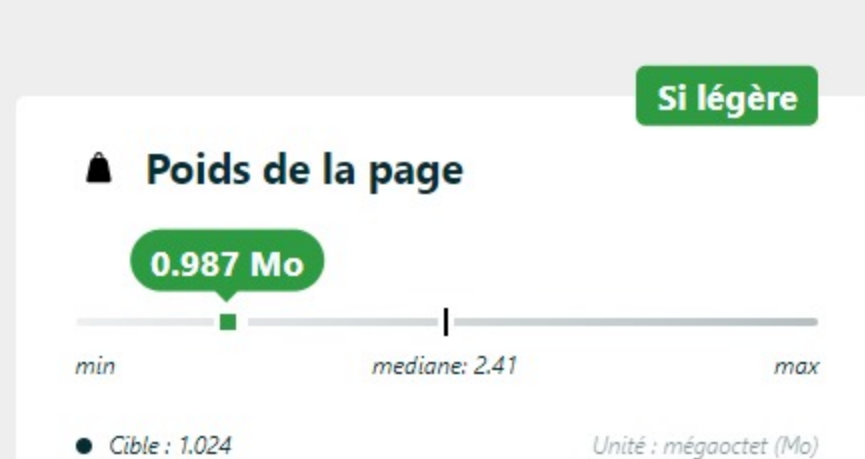 Si légère
Poids de la page
0.987 Mo
min mediane: 2.41 max
Cible : 1.024 Unité : mégaoctet (Mo)